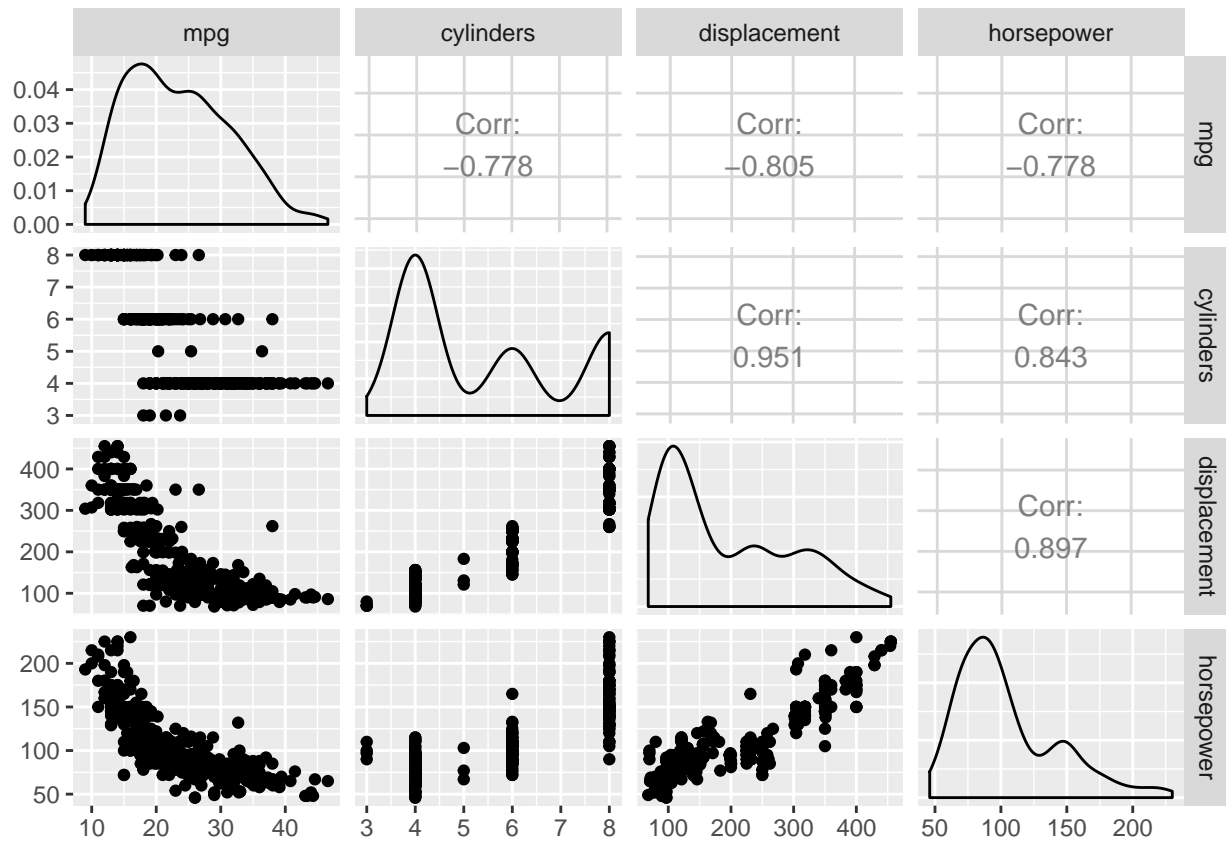 mpg cylinders displacement horsepower
0.04
0.03
0.02
0.01
0.00
Corr:
−0.778
Corr:
−0.805
Corr:
−0.778
mpg
8
7
6
5
4
3
Corr:
0.951
Corr:
0.843
cylinders
400
300
200
100
Corr:
0.897
displacement
200
150
100
50
horsepower
10 20 30 40 3 4 5 6 7 8 100 200 300 400 50 100 150 200